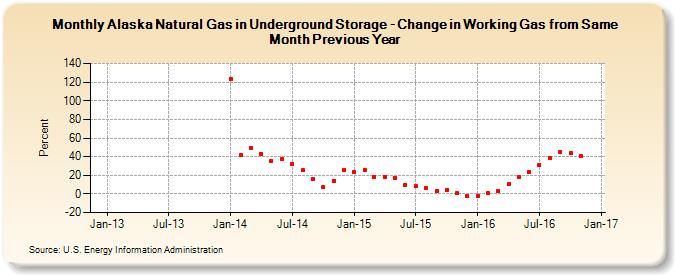 Monthly Alaska Natural Gas in Underground Storage - Change in Working Gas from Same
Month Previous Year
Percent
140
120
100
80
60
40
20
0
-20
Jan-13
Jul-13
Jan-14
Jul-14
Jan-15
Jul-15
Jan-16
Jul-16
Jan-17
Source: U.S. Energy Information Administration